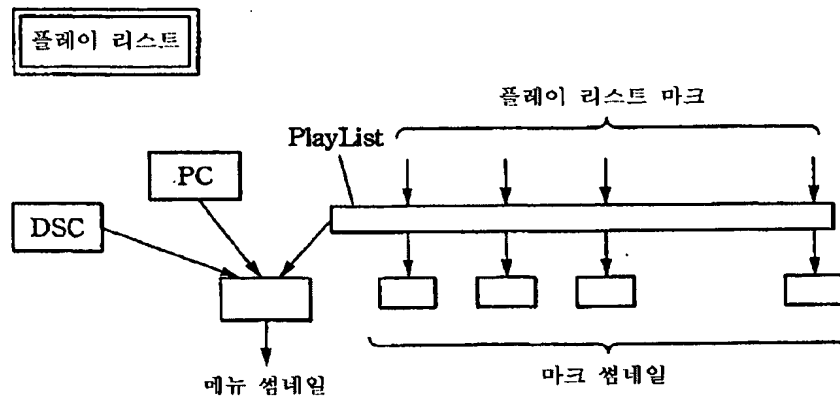 플레이 리스트
플레이 리스트 마크
PlayList
PC
DSC
메뉴 썸네일
마크 썸네일